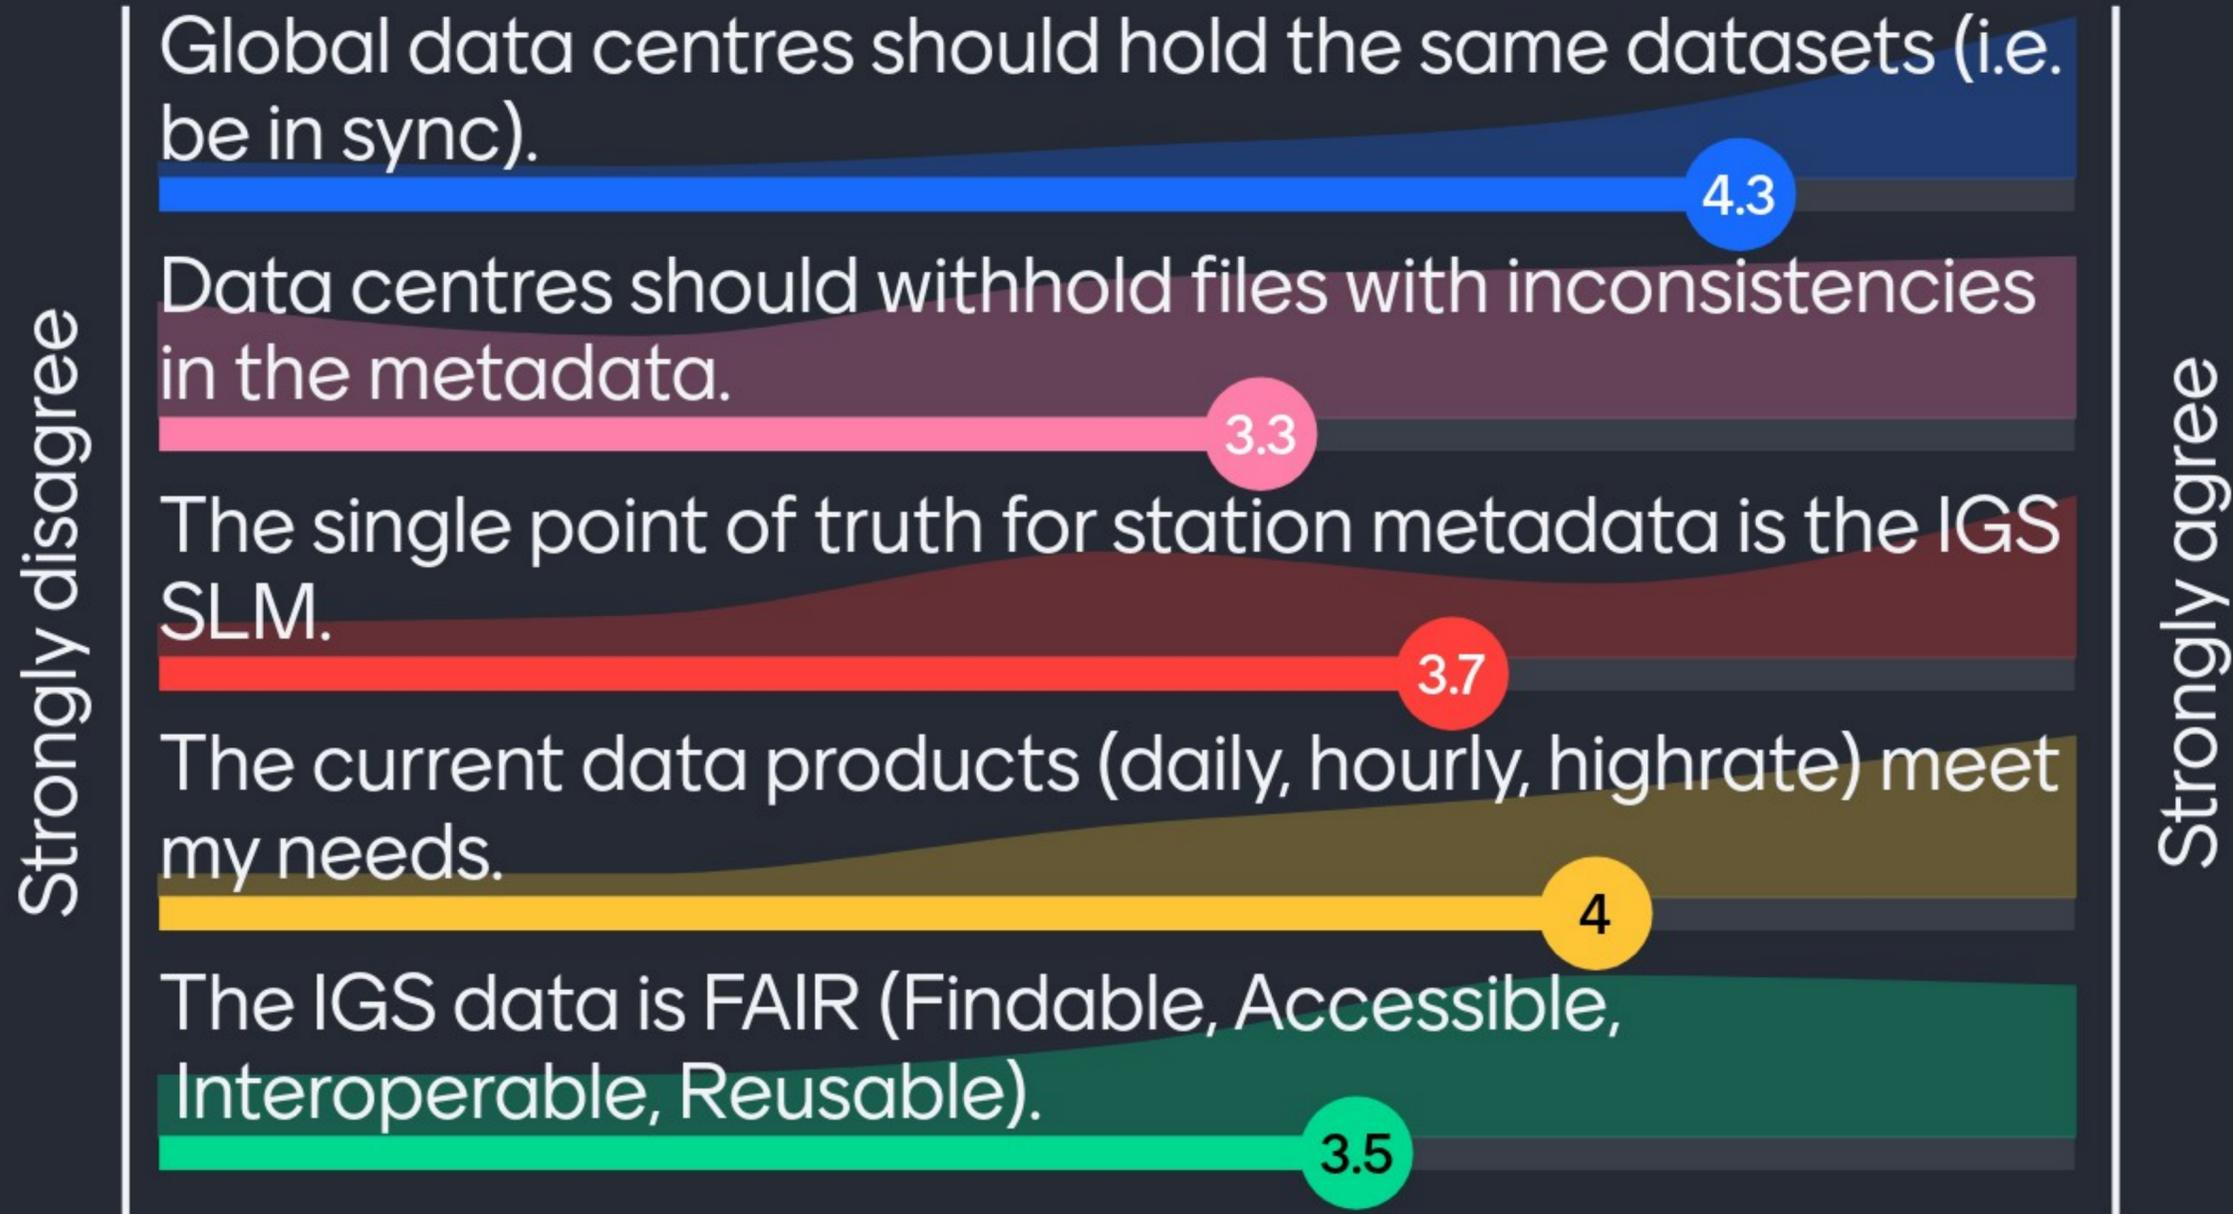 Strongly disagree
Global data centres should hold the same datasets (i.e.
be in sync).
4.3
Data centres should withhold files with inconsistencies
in the metadata.
3.3
The single point of truth for station metadata is the IGS
SLM.
3.7
The current data products (daily, hourly, highrate) meet
my needs.
4
The IGS data is FAIR (Findable, Accessible,
Interoperable, Reusable).
3.5
Strongly agree